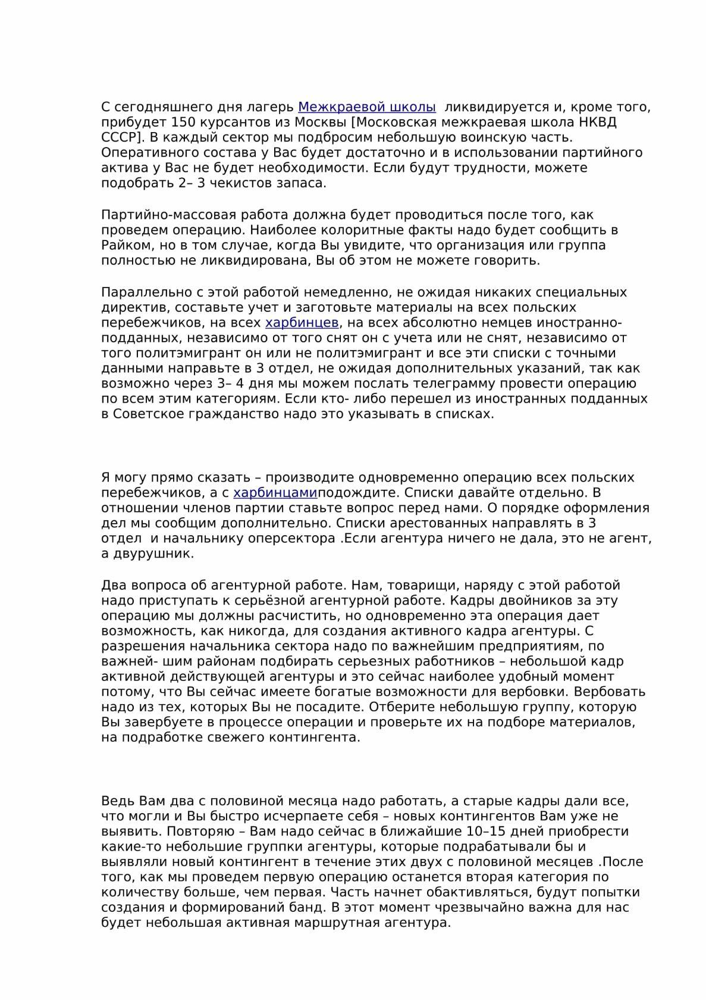 С сегодняшнего дня лагерь Межкраевой школы  ликвидируется и, кроме того,
прибудет 150 курсантов из Москвы [Московская межкраевая школа НКВД
СССР]. В каждый сектор мы подбросим небольшую воинскую часть.
Оперативного состава у Вас будет достаточно и в использовании партийного
актива у Вас не будет необходимости. Если будут трудности, можете
подобрать 2– 3 чекистов запаса.
Партийно-массовая работа должна будет проводиться после того, как
проведем операцию. Наиболее колоритные факты надо будет сообщить в
Райком, но в том случае, когда Вы увидите, что организация или группа
полностью не ликвидирована, Вы об этом не можете говорить.
Параллельно с этой работой немедленно, не ожидая никаких специальных
директив, составьте учет и заготовьте материалы на всех польских
перебежчиков, на всех харбинцев, на всех абсолютно немцев иностранно-
подданных, независимо от того снят он с учета или не снят, независимо от
того политэмигрант он или не политэмигрант и все эти списки с точными
данными направьте в 3 отдел, не ожидая дополнительных указаний, так как
возможно через 3– 4 дня мы можем послать телеграмму провести операцию
по всем этим категориям. Если кто- либо перешел из иностранных подданных
в Советское гражданство надо это указывать в списках.
Я могу прямо сказать – производите одновременно операцию всех польских
перебежчиков, а с харбинцамиподождите. Списки давайте отдельно. В
отношении членов партии ставьте вопрос перед нами. О порядке оформления
дел мы сообщим дополнительно. Списки арестованных направлять в 3
отдел  и начальнику оперсектора .Если агентура ничего не дала, это не агент,
а двурушник.
Два вопроса об агентурной работе. Нам, товарищи, наряду с этой работой
надо приступать к серьёзной агентурной работе. Кадры двойников за эту
операцию мы должны расчистить, но одновременно эта операция дает
возможность, как никогда, для создания активного кадра агентуры. С
разрешения начальника сектора надо по важнейшим предприятиям, по
важней- шим районам подбирать серьезных работников – небольшой кадр
активной действующей агентуры и это сейчас наиболее удобный момент
потому, что Вы сейчас имеете богатые возможности для вербовки. Вербовать
надо из тех, которых Вы не посадите. Отберите небольшую группу, которую
Вы завербуете в процессе операции и проверьте их на подборе материалов,
на подработке свежего контингента.
Ведь Вам два с половиной месяца надо работать, а старые кадры дали все,
что могли и Вы быстро исчерпаете себя – новых контингентов Вам уже не
выявить. Повторяю – Вам надо сейчас в ближайшие 10–15 дней приобрести
какие-то небольшие группки агентуры, которые подрабатывали бы и
выявляли новый контингент в течение этих двух с половиной месяцев .После
того, как мы проведем первую операцию останется вторая категория по
количеству больше, чем первая. Часть начнет обактивляться, будут попытки
создания и формирований банд. В этот момент чрезвычайно важна для нас
будет небольшая активная маршрутная агентура.